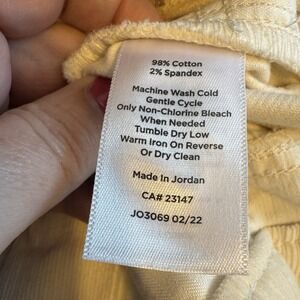 98% Cotton
2% Spandex
Machine Wash Cold
Gentle Cycle
Only Non-Chlorine Bleach
When Needed
Tumble Dry Low
Warm Iron On Reverse
Or Dry Clean
Made In Jordan
CA# 23147
JO3069 02/22